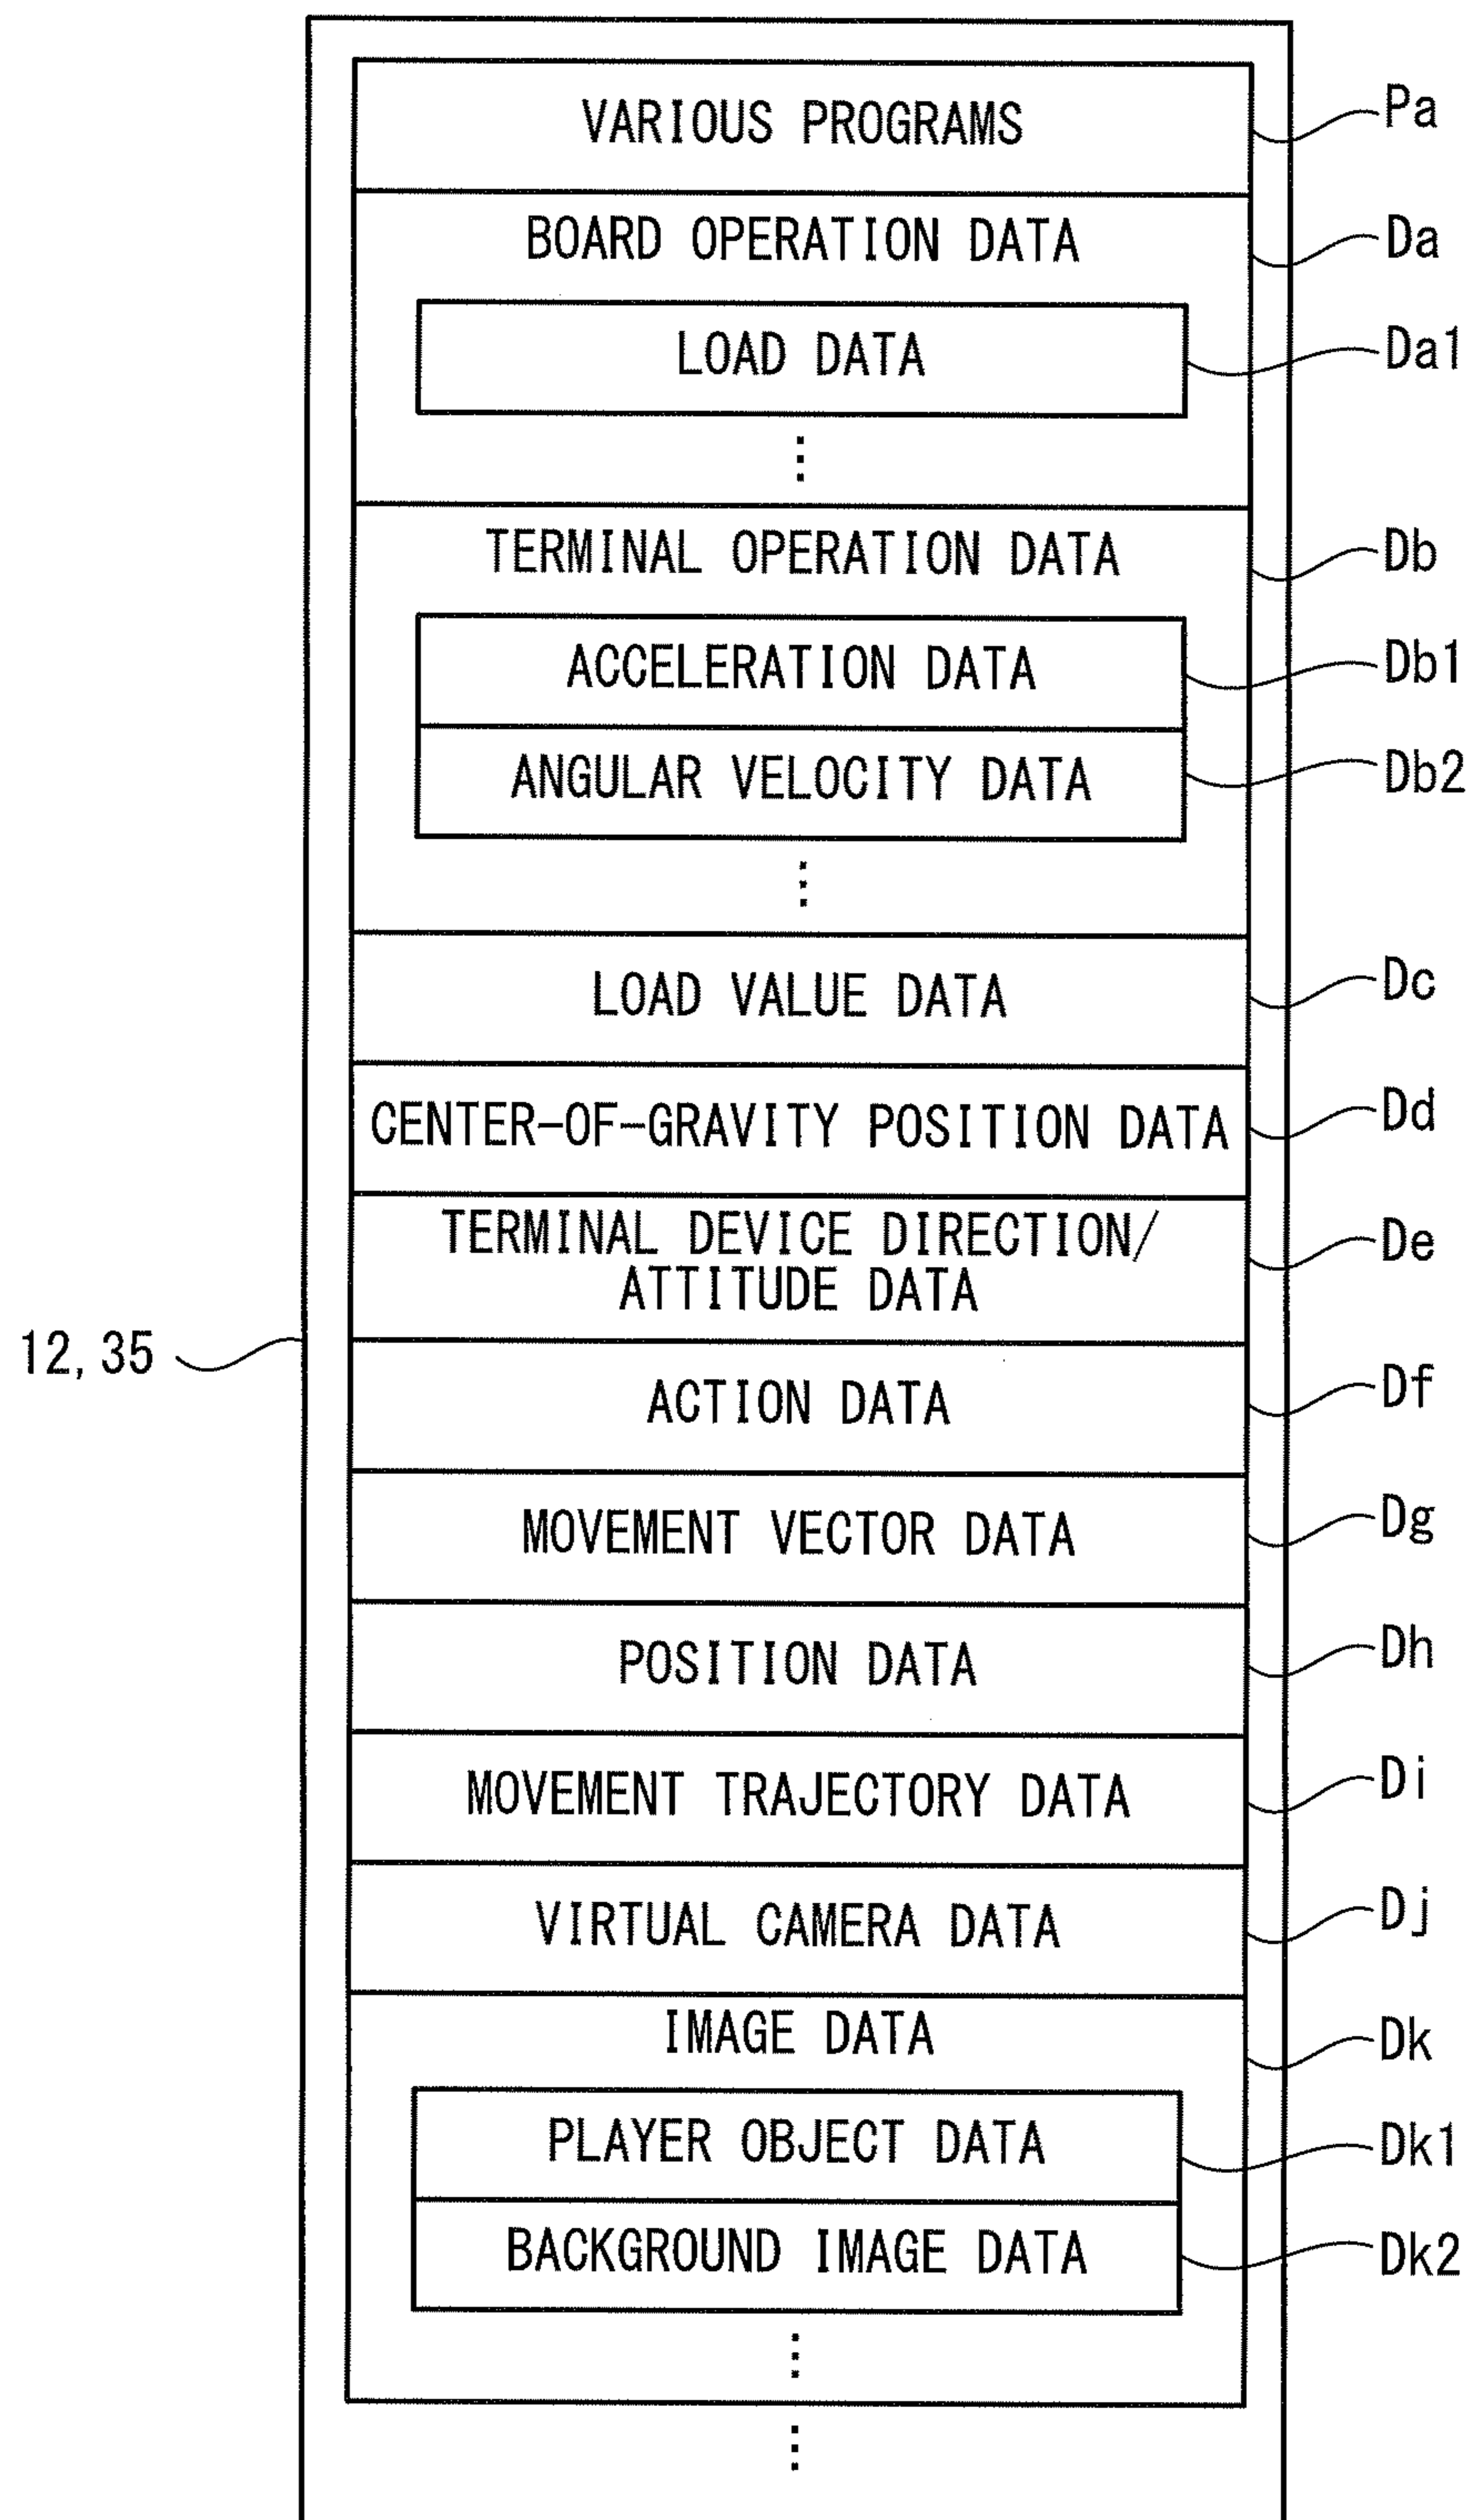 VARIOUS PROGRAMS Pa
BOARD OPERATION DATA Da
LOAD DATA Da1
TERMINAL OPERATION DATA Db
ACCELERATION DATA Db1
ANGULAR VELOCITY DATA Db2
LOAD VALUE DATA Dc
CENTER-OF-GRAVITY POSITION DATA Dd
TERMINAL DEVICE DIRECTION/
ATTITUDE DATA De
12, 35
ACTION DATA Df
MOVEMENT VECTOR DATA Dg
POSITION DATA Dh
MOVEMENT TRAJECTORY DATA Di
VIRTUAL CAMERA DATA Dj
IMAGE DATA Dk
PLAYER OBJECT DATA Dk1
BACKGROUND IMAGE DATA Dk2